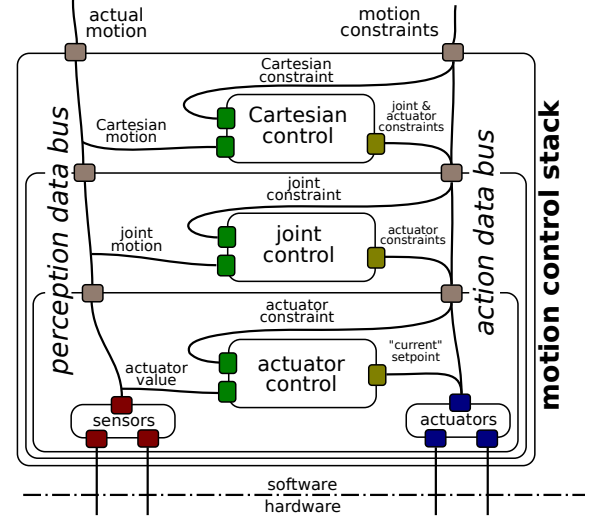 actual
motion
motion
constraints
Cartesian
constraint
Cartesian
motion
Cartesian
control
joint &
actuator
constraints
joint
constraint
joint
motion
joint
control
actuator
constraints
actuator
constraint
actuator
value
actuator
control
"current"
setpoint
sensors
actuators
perception data bus
action data bus
motion control stack
software
hardware